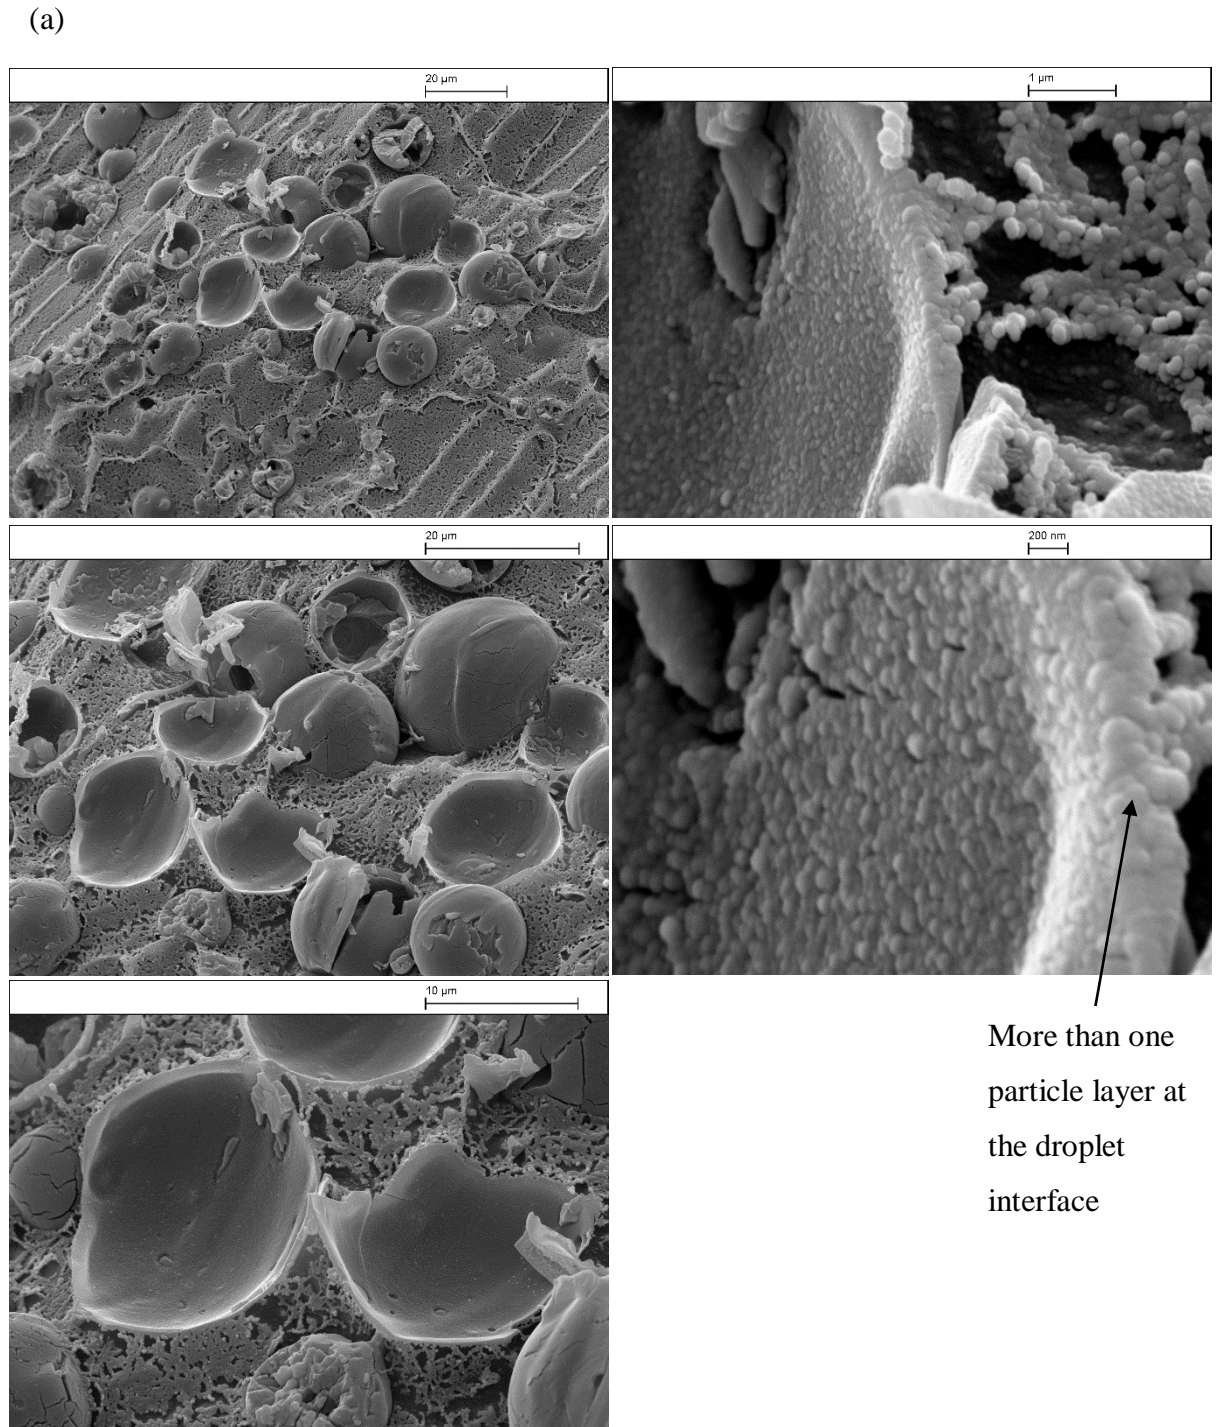 (a)
20 µm
1 µm
20 µm
200 nm
10 µm
More than one
particle layer at
the droplet
interface